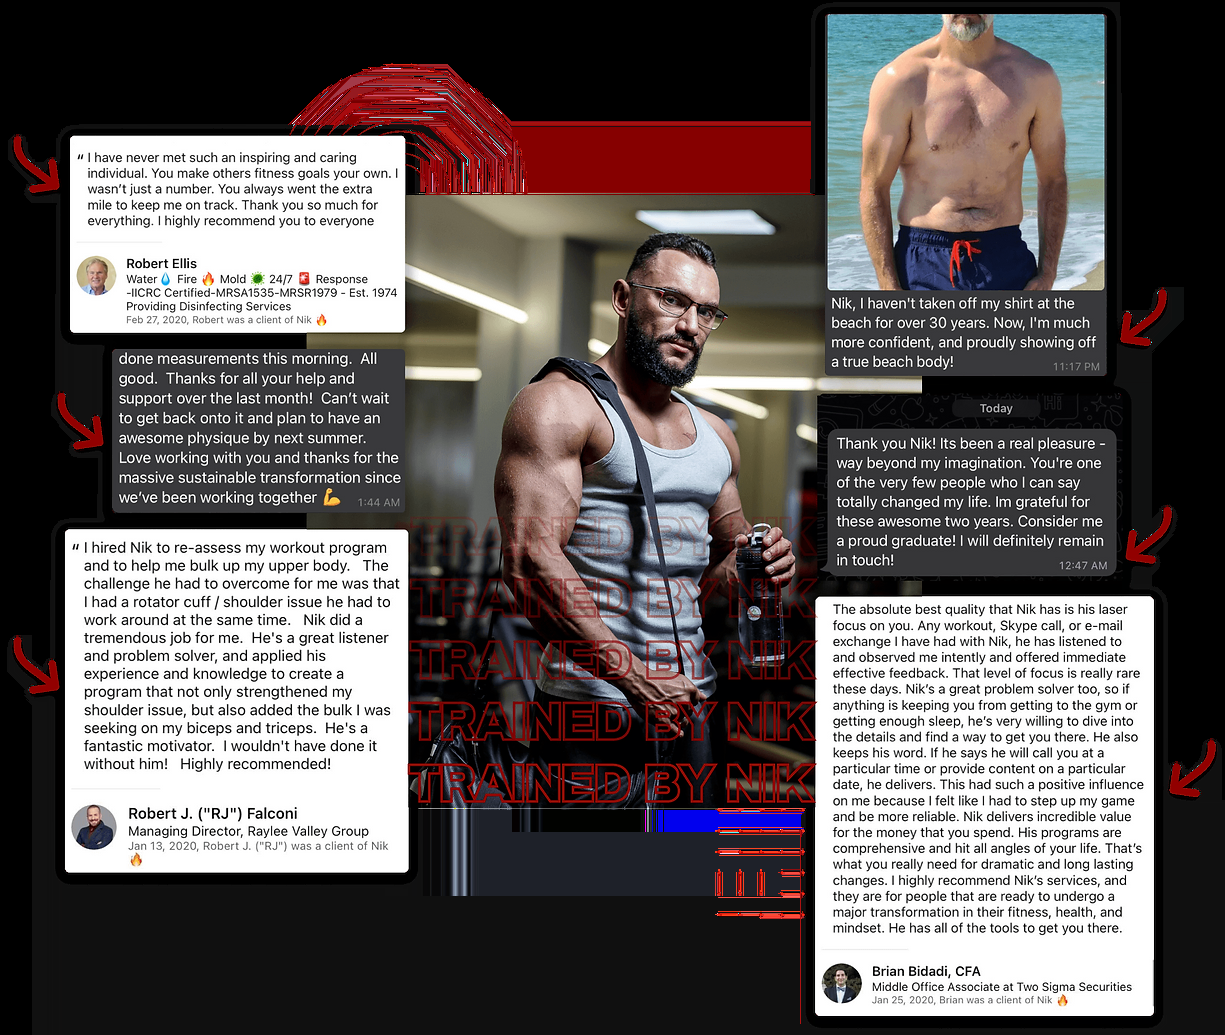 “ I have never met such an inspiring and caring
individual. You make others fitness goals your own. I
wasn’t just a number. You always went the extra
mile to keep me on track. Thank you so much for
everything. I highly recommend you to everyone
Robert Ellis
Water💧 Fire 🔥 Mold 🦠 24/7 🚨 Response
-IICRC Certified-MRSA1535-MRSR1979 - Est. 1974
Providing Disinfecting Services
Feb 27, 2020, Robert was a client of Nik 🔥
done measurements this morning. All
good. Thanks for all your help and
support over the last month! Can’t wait
to get back onto it and plan to have an
awesome physique by next summer.
Love working with you and thanks for the
massive sustainable transformation since
we’ve been working together 💪 1:44 AM
“ I hired Nik to re-assess my workout program
and to help me bulk up my upper body. The
challenge he had to overcome for me was that
I had a rotator cuff / shoulder issue he had to
work around at the same time. Nik did a
tremendous job for me. He's a great listener
and problem solver, and applied his
experience and knowledge to create a
program that not only strengthened my
shoulder issue, but also added the bulk I was
seeking on my biceps and triceps. He's a
fantastic motivator. I wouldn't have done it
without him! Highly recommended!
Robert J. ("RJ") Falconi
Managing Director, Raylee Valley Group
Jan 13, 2020, Robert J. ("RJ") was a client of Nik
🔥
TRAINED BY NIK
TRAINED BY NIK
TRAINED BY NIK
TRAINED BY NIK
TRAINED BY NIK
Nik, I haven't taken off my shirt at the
beach for over 30 years. Now, I'm much
more confident, and proudly showing off
a true beach body! 11:17 PM
Today
Thank you Nik! Its been a real pleasure -
way beyond my imagination. You're one
of the very few people who I can say
totally changed my life. Im grateful for
these awesome two years. Consider me
a proud graduate! I will definitely remain
in touch! 12:47 AM
The absolute best quality that Nik has is his laser
focus on you. Any workout, Skype call, or e-mail
exchange I have had with Nik, he has listened to
and observed me intently and offered immediate
effective feedback. That level of focus is really rare
these days. Nik’s a great problem solver too, so if
anything is keeping you from getting to the gym or
getting enough sleep, he’s very willing to dive into
the details and find a way to get you there. He also
keeps his word. If he says he will call you at a
particular time or provide content on a particular
date, he delivers. This had such a positive influence
on me because I felt like I had to step up my game
and be more reliable. Nik delivers incredible value
for the money that you spend. His programs are
comprehensive and hit all angles of your life. That’s
what you really need for dramatic and long lasting
changes. I highly recommend Nik’s services, and
they are for people that are ready to undergo a
major transformation in their fitness, health, and
mindset. He has all of the tools to get you there.
Brian Bidadi, CFA
Middle Office Associate at Two Sigma Securities
Jan 25, 2020, Brian was a client of Nik 🔥